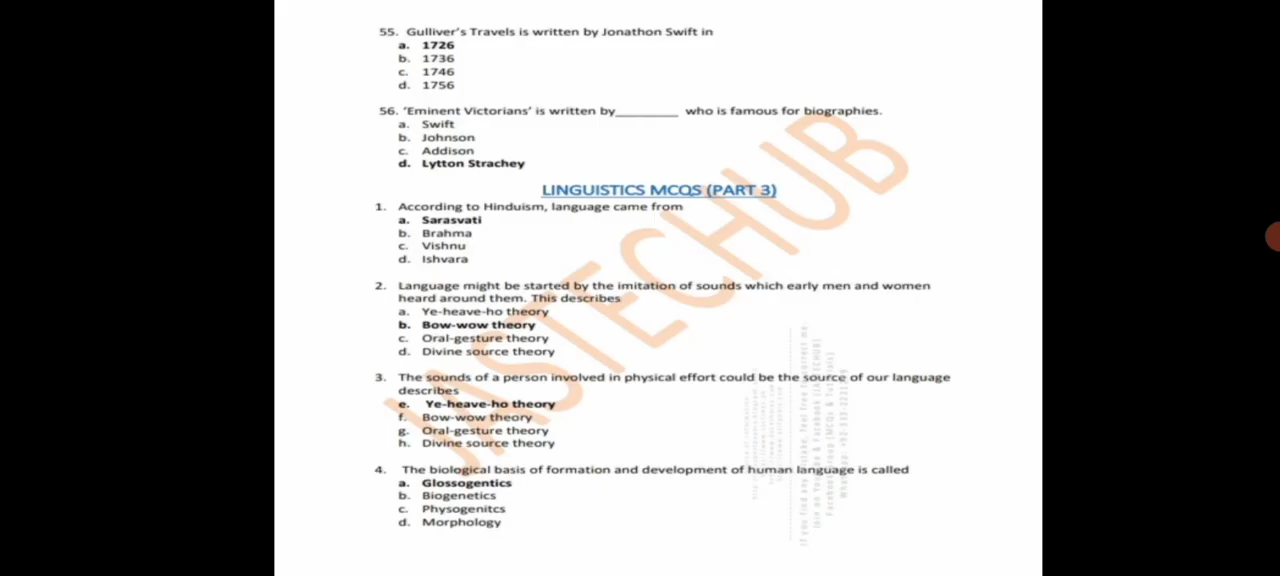 55. Gulliver's Travels is written by Jonathon Swift in
a. 1726
b. 1736
c. 1746
d. 1756
56. 'Eminent Victorians' is written by________ who is famous for biographies.
a. Swift
b. Johnson
c. Addison
d. Lytton Strachey
LINGUISTICS MCQS (PART 3)
1. According to Hinduism, language came from
a. Sarasvati
b. Brahma
c. Vishnu
d. Ishvara
2. Language might be started by the imitation of sounds which early men and women
heard around them. This describes
a. Ye-heave-ho theory
b. Bow-wow theory
c. Oral-gesture theory
d. Divine source theory
3. The sounds of a person involved in physical effort could be the source of our language
describes
e. Ye-heave-ho theory
f. Bow-wow theory
g. Oral-gesture theory
h. Divine source theory
4. The biological basis of formation and development of human language is called
a. Glossogentics
b. Biogenetics
c. Physogenitcs
d. Morphology
JASTECHUB